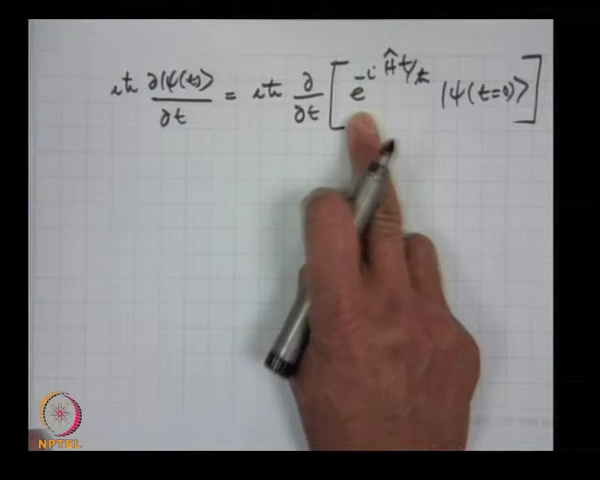 iħ ∂|ψ(t)⟩/∂t = iħ ∂/∂t [e^{-iĤt/ħ} |ψ(t=0)⟩]
NPTEL